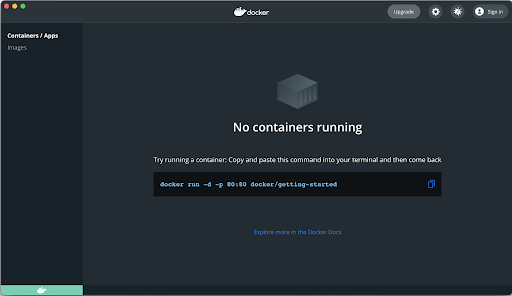 docker
Upgrade
Sign in
Containers / Apps
Images
No containers running
Try running a container: Copy and paste this command into your terminal and then come back
docker run -d -p 80:80 docker/getting-started
Explore more in the Docker Docs